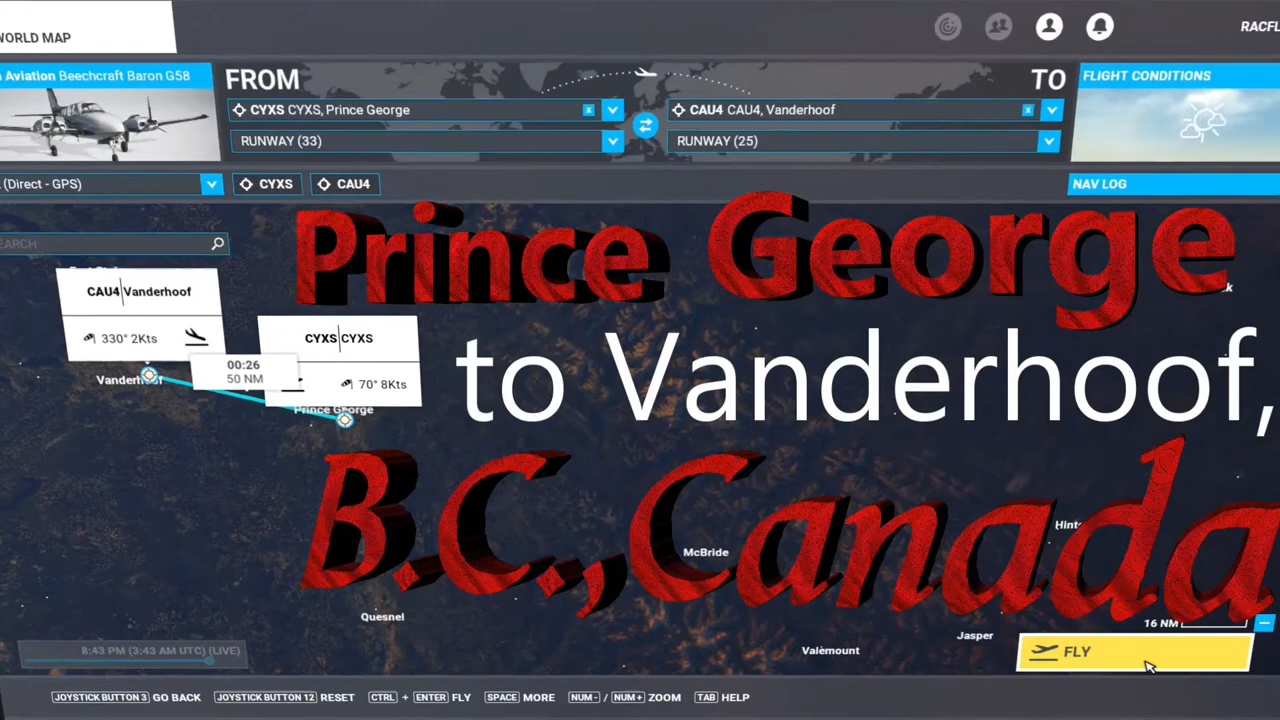 WORLD MAP
RACFL
Aviation Beechcraft Baron G58
FROM
TO
FLIGHT CONDITIONS
CYXS CYXS, Prince George
CAU4 CAU4, Vanderhoof
RUNWAY (33)
RUNWAY (25)
(Direct - GPS)
CYXS
CAU4
NAV LOG
SEARCH
Prince George
to Vanderhoof,
B.C., Canada
CAU4 Vanderhoof
330° 2Kts
CYXS CYXS
70° 8Kts
00:26
50 NM
Vanderhoof
Prince George
McBride
Quesnel
Valemount
Jasper
16 NM
8:43 PM (3:43 AM UTC) (LIVE)
FLY
JOYSTICK BUTTON 3 GO BACK JOYSTICK BUTTON 12 RESET CTRL + ENTER FLY SPACE MORE NUM - / NUM + ZOOM TAB HELP